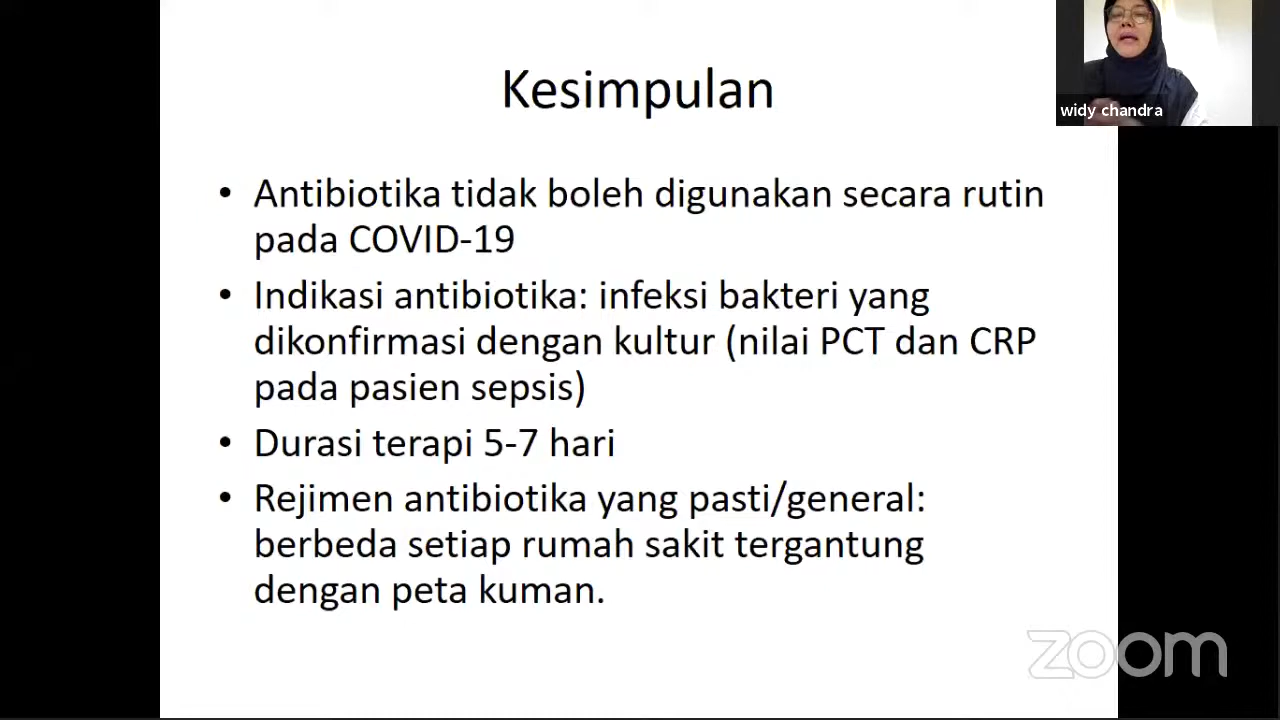 Kesimpulan
widy chandra
• Antibiotika tidak boleh digunakan secara rutin
pada COVID-19
• Indikasi antibiotika: infeksi bakteri yang
dikonfirmasi dengan kultur (nilai PCT dan CRP
pada pasien sepsis)
• Durasi terapi 5-7 hari
• Rejimen antibiotika yang pasti/general:
berbeda setiap rumah sakit tergantung
dengan peta kuman.
zoom